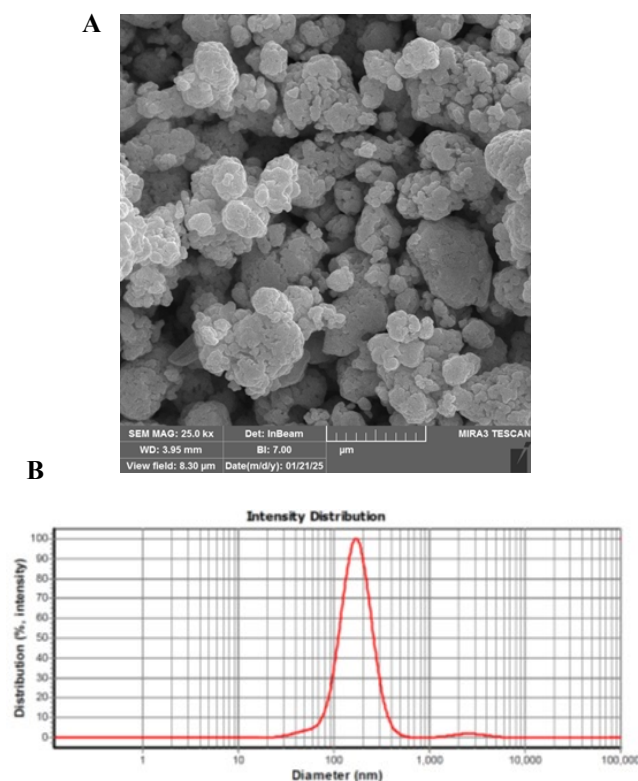 A
SEM MAG: 25.0 kx Det: InBeam MIRA3 TESCAN
WD: 3.95 mm BI: 7.00 µm
View field: 8.30 µm Date(m/d/y): 01/21/25
B
Intensity Distribution
Distribution (%, intensity)
100
90
80
70
60
50
40
30
20
10
0
1 10 100 1,000 10,000 100,000
Diameter (nm)